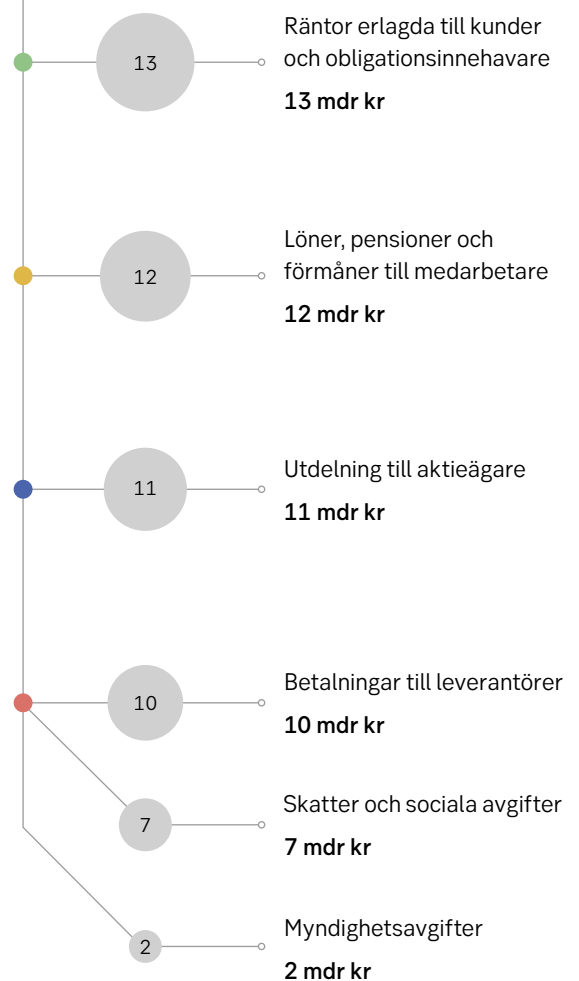 13
Räntor erlagda till kunder
och obligationsinnehavare
13 mdr kr
12
Löner, pensioner och
förmåner till medarbetare
12 mdr kr
11
Utdelning till aktieägare
11 mdr kr
10
Betalningar till leverantörer
10 mdr kr
7
Skatter och sociala avgifter
7 mdr kr
2
Myndighetsavgifter
2 mdr kr